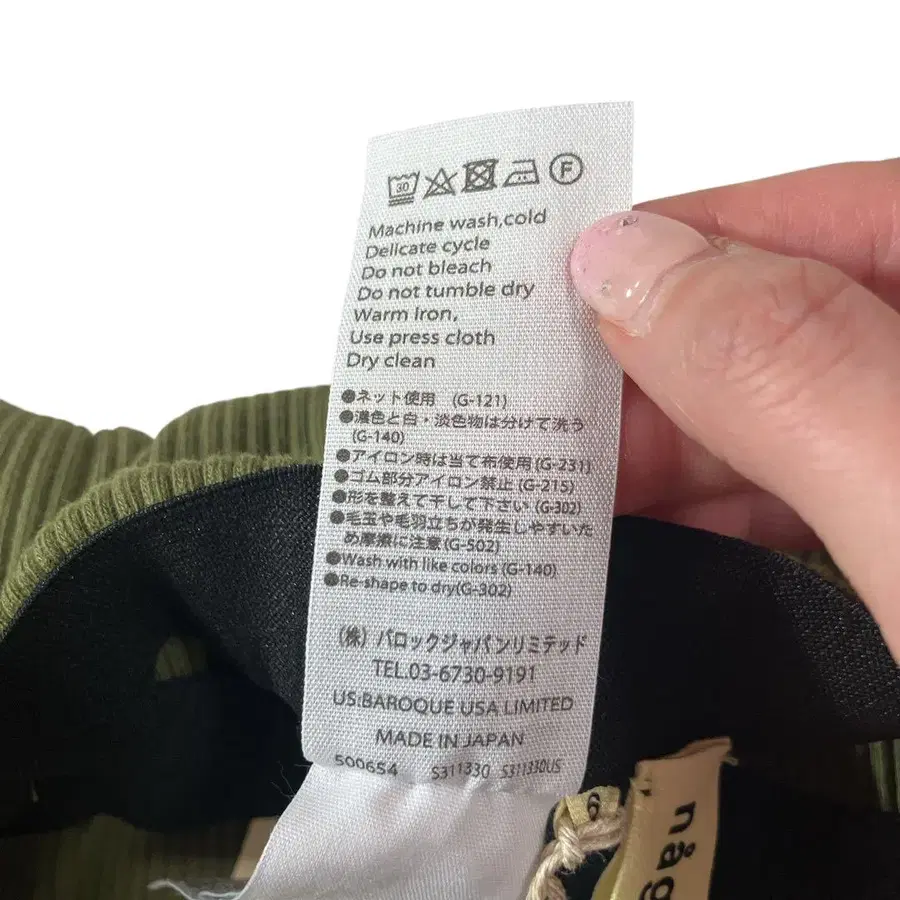 30 F
Machine wash,cold
Delicate cycle
Do not bleach
Do not tumble dry
Warm iron,
Use press cloth
Dry clean
●ネット使用 (G-121)
●濃色と白・淡色物は分けて洗う
(G-140)
●アイロン時は当て布使用(G-231)
●ゴム部分アイロン禁止(G-215)
●形を整えて干して下さい(G-302)
●毛玉や毛羽立ちが発生しやすいた
め摩擦に注意(G-502)
●Wash with like colors (G-140)
●Re-shape to dry(G-302)
(株)バロックジャパンリミテッド
TEL.03-6730-9191
US:BAROQUE USA LIMITED
MADE IN JAPAN
5006S4 S311330 S311330US
någ